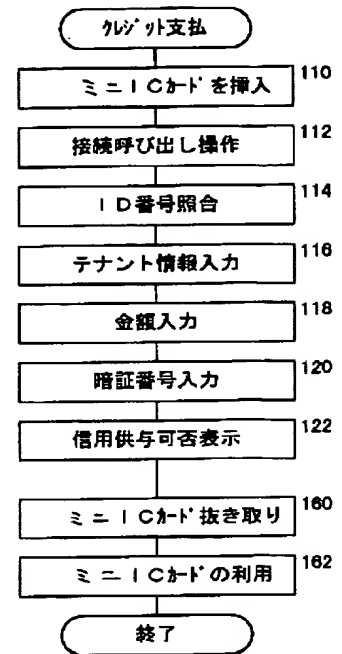 クレジット支払
ミニICカードを挿入
110
接続呼び出し操作
112
ID番号照合
114
テナント情報入力
116
金額入力
118
暗証番号入力
120
信用供与可否表示
122
ミニICカード抜き取り
160
ミニICカードの利用
162
終了